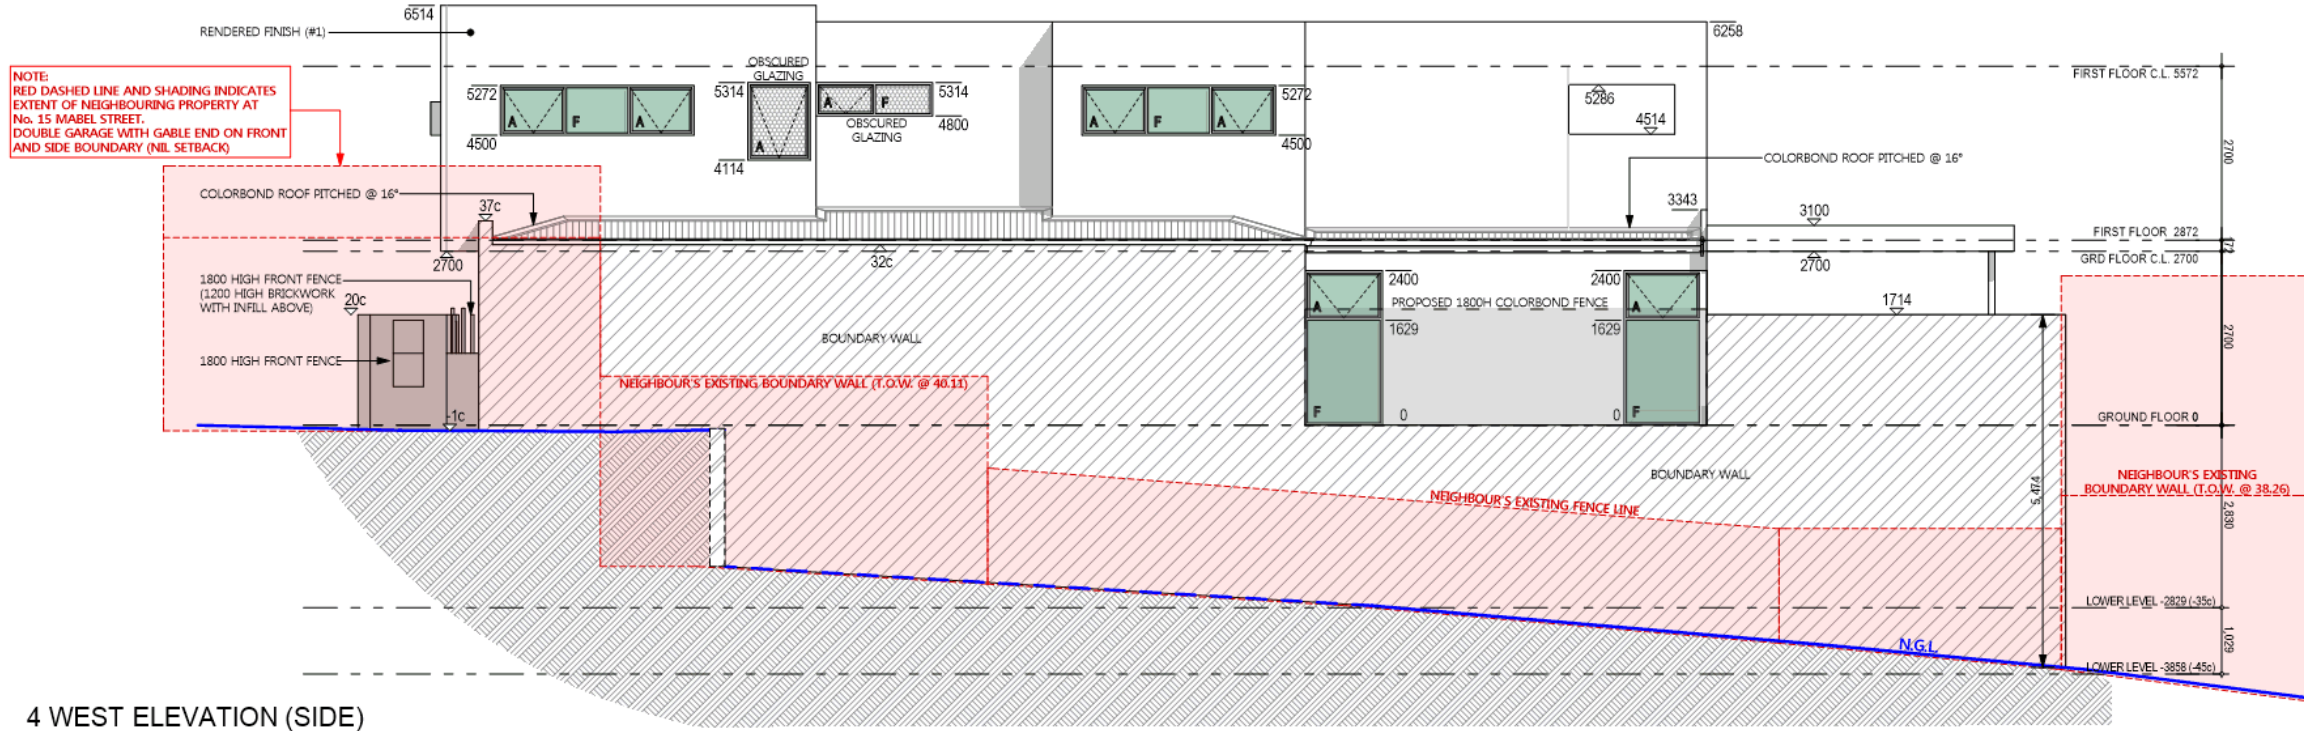 6514
RENDERED FINISH (#1)
6258
NOTE:
RED DASHED LINE AND SHADING INDICATES
EXTENT OF NEIGHBOURING PROPERTY AT
No. 15 MABEL STREET.
DOUBLE GARAGE WITH GABLE END ON FRONT
AND SIDE BOUNDARY (NIL SETBACK)
OBSCURED
GLAZING
FIRST FLOOR C.L. 5572
5272
5314
5314
5272
5286
A
F
A
A
F
A
F
A
4800
4514
OBSCURED
GLAZING
4500
A
4500
2700
4114
COLORBOND ROOF PITCHED @ 16°
COLORBOND ROOF PITCHED @ 16°
37c
3343
3100
FIRST FLOOR 2872
172
2700
32c
2700
GRD FLOOR C.L. 2700
1800 HIGH FRONT FENCE
(1200 HIGH BRICKWORK
WITH INFILL ABOVE)
2400
2400
20c
A
PROPOSED 1800H COLORBOND FENCE
A
1714
1629
1629
BOUNDARY WALL
2700
1800 HIGH FRONT FENCE
NEIGHBOUR'S EXISTING BOUNDARY WALL (T.O.W. @ 40.11)
-1c
F
0
0
F
GROUND FLOOR 0
BOUNDARY WALL
NEIGHBOUR'S EXISTING
BOUNDARY WALL (T.O.W. @ 38.26)
5,474
NEIGHBOUR'S EXISTING FENCE LINE
2,830
LOWER LEVEL -2829 (-35c)
1,029
N.G.L.
LOWER LEVEL -3858 (-45c)
4 WEST ELEVATION (SIDE)